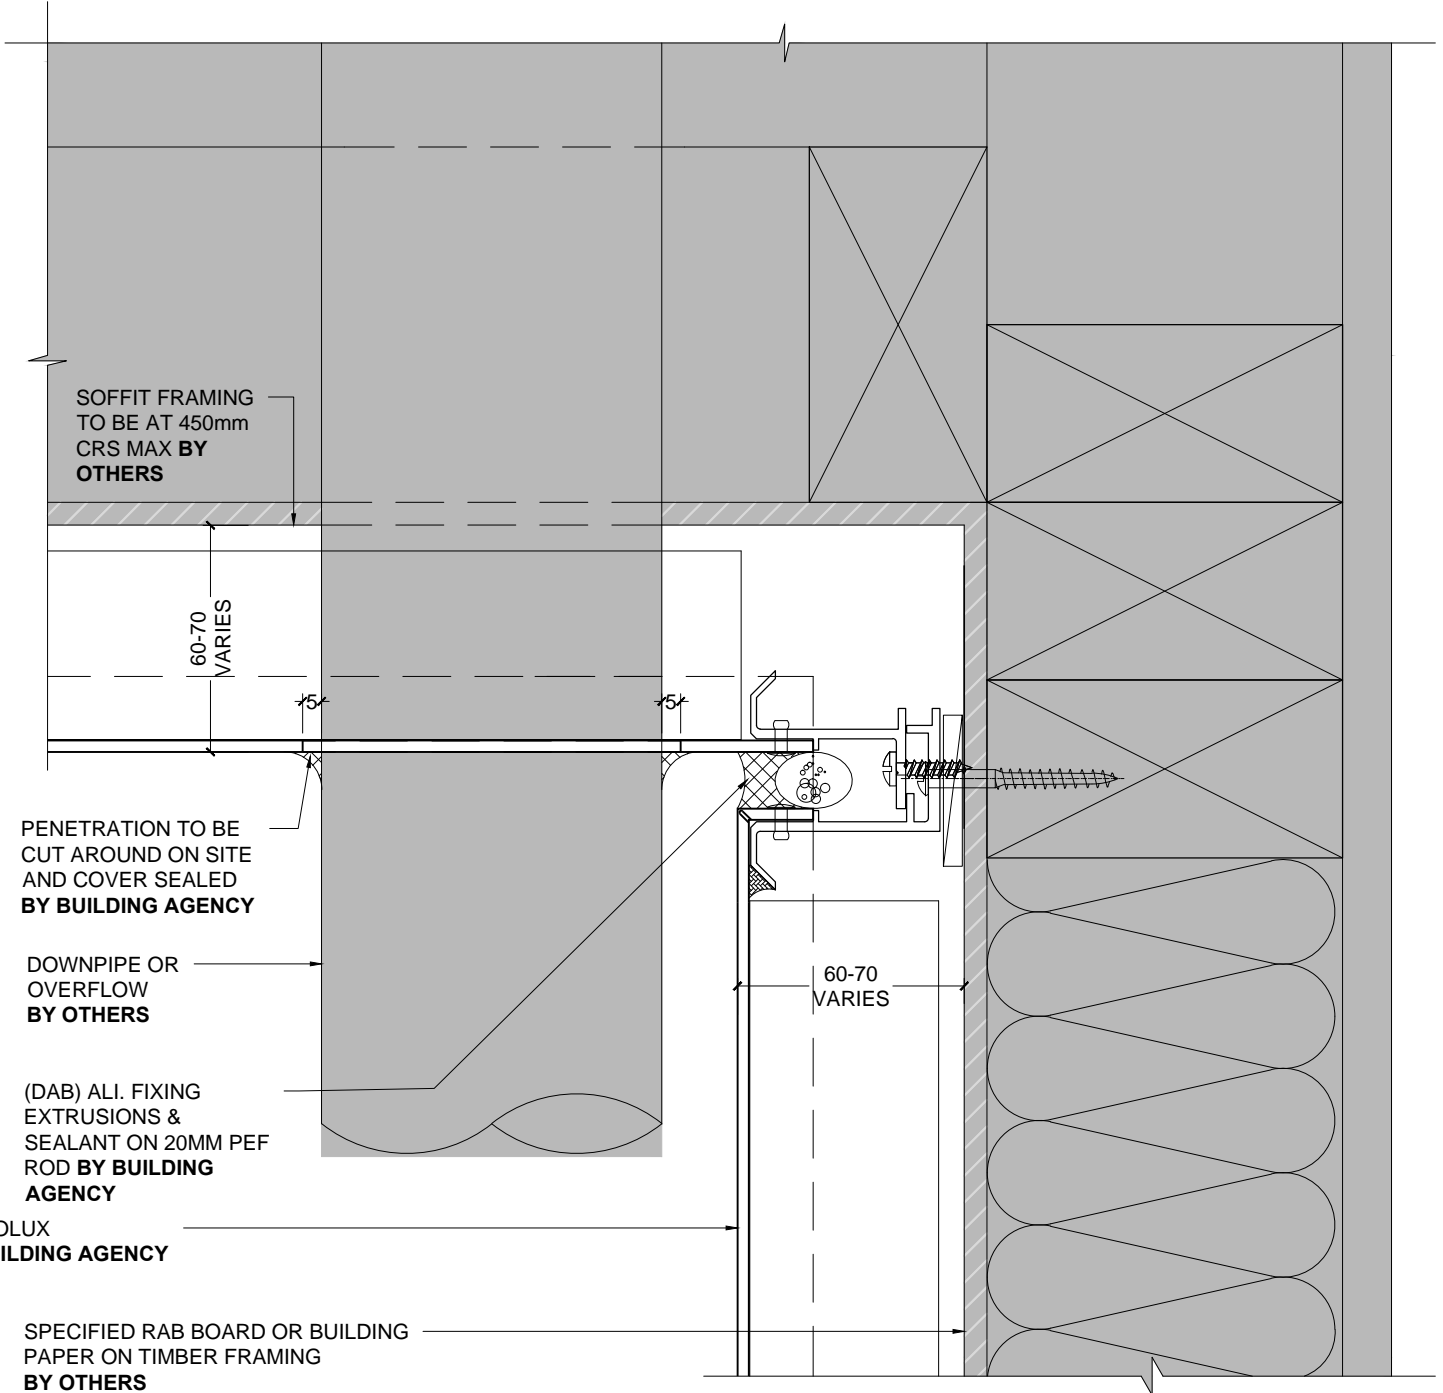 SOFFIT FRAMING
TO BE AT 450mm
CRS MAX BY
OTHERS
60-70
VARIES
5
5
PENETRATION TO BE
CUT AROUND ON SITE
AND COVER SEALED
BY BUILDING AGENCY
DOWNPIPE OR
OVERFLOW
BY OTHERS
60-70
VARIES
(DAB) ALI. FIXING
EXTRUSIONS &
SEALANT ON 20MM PEF
ROD BY BUILDING
AGENCY
OLUX
ILDING AGENCY
SPECIFIED RAB BOARD OR BUILDING
PAPER ON TIMBER FRAMING
BY OTHERS